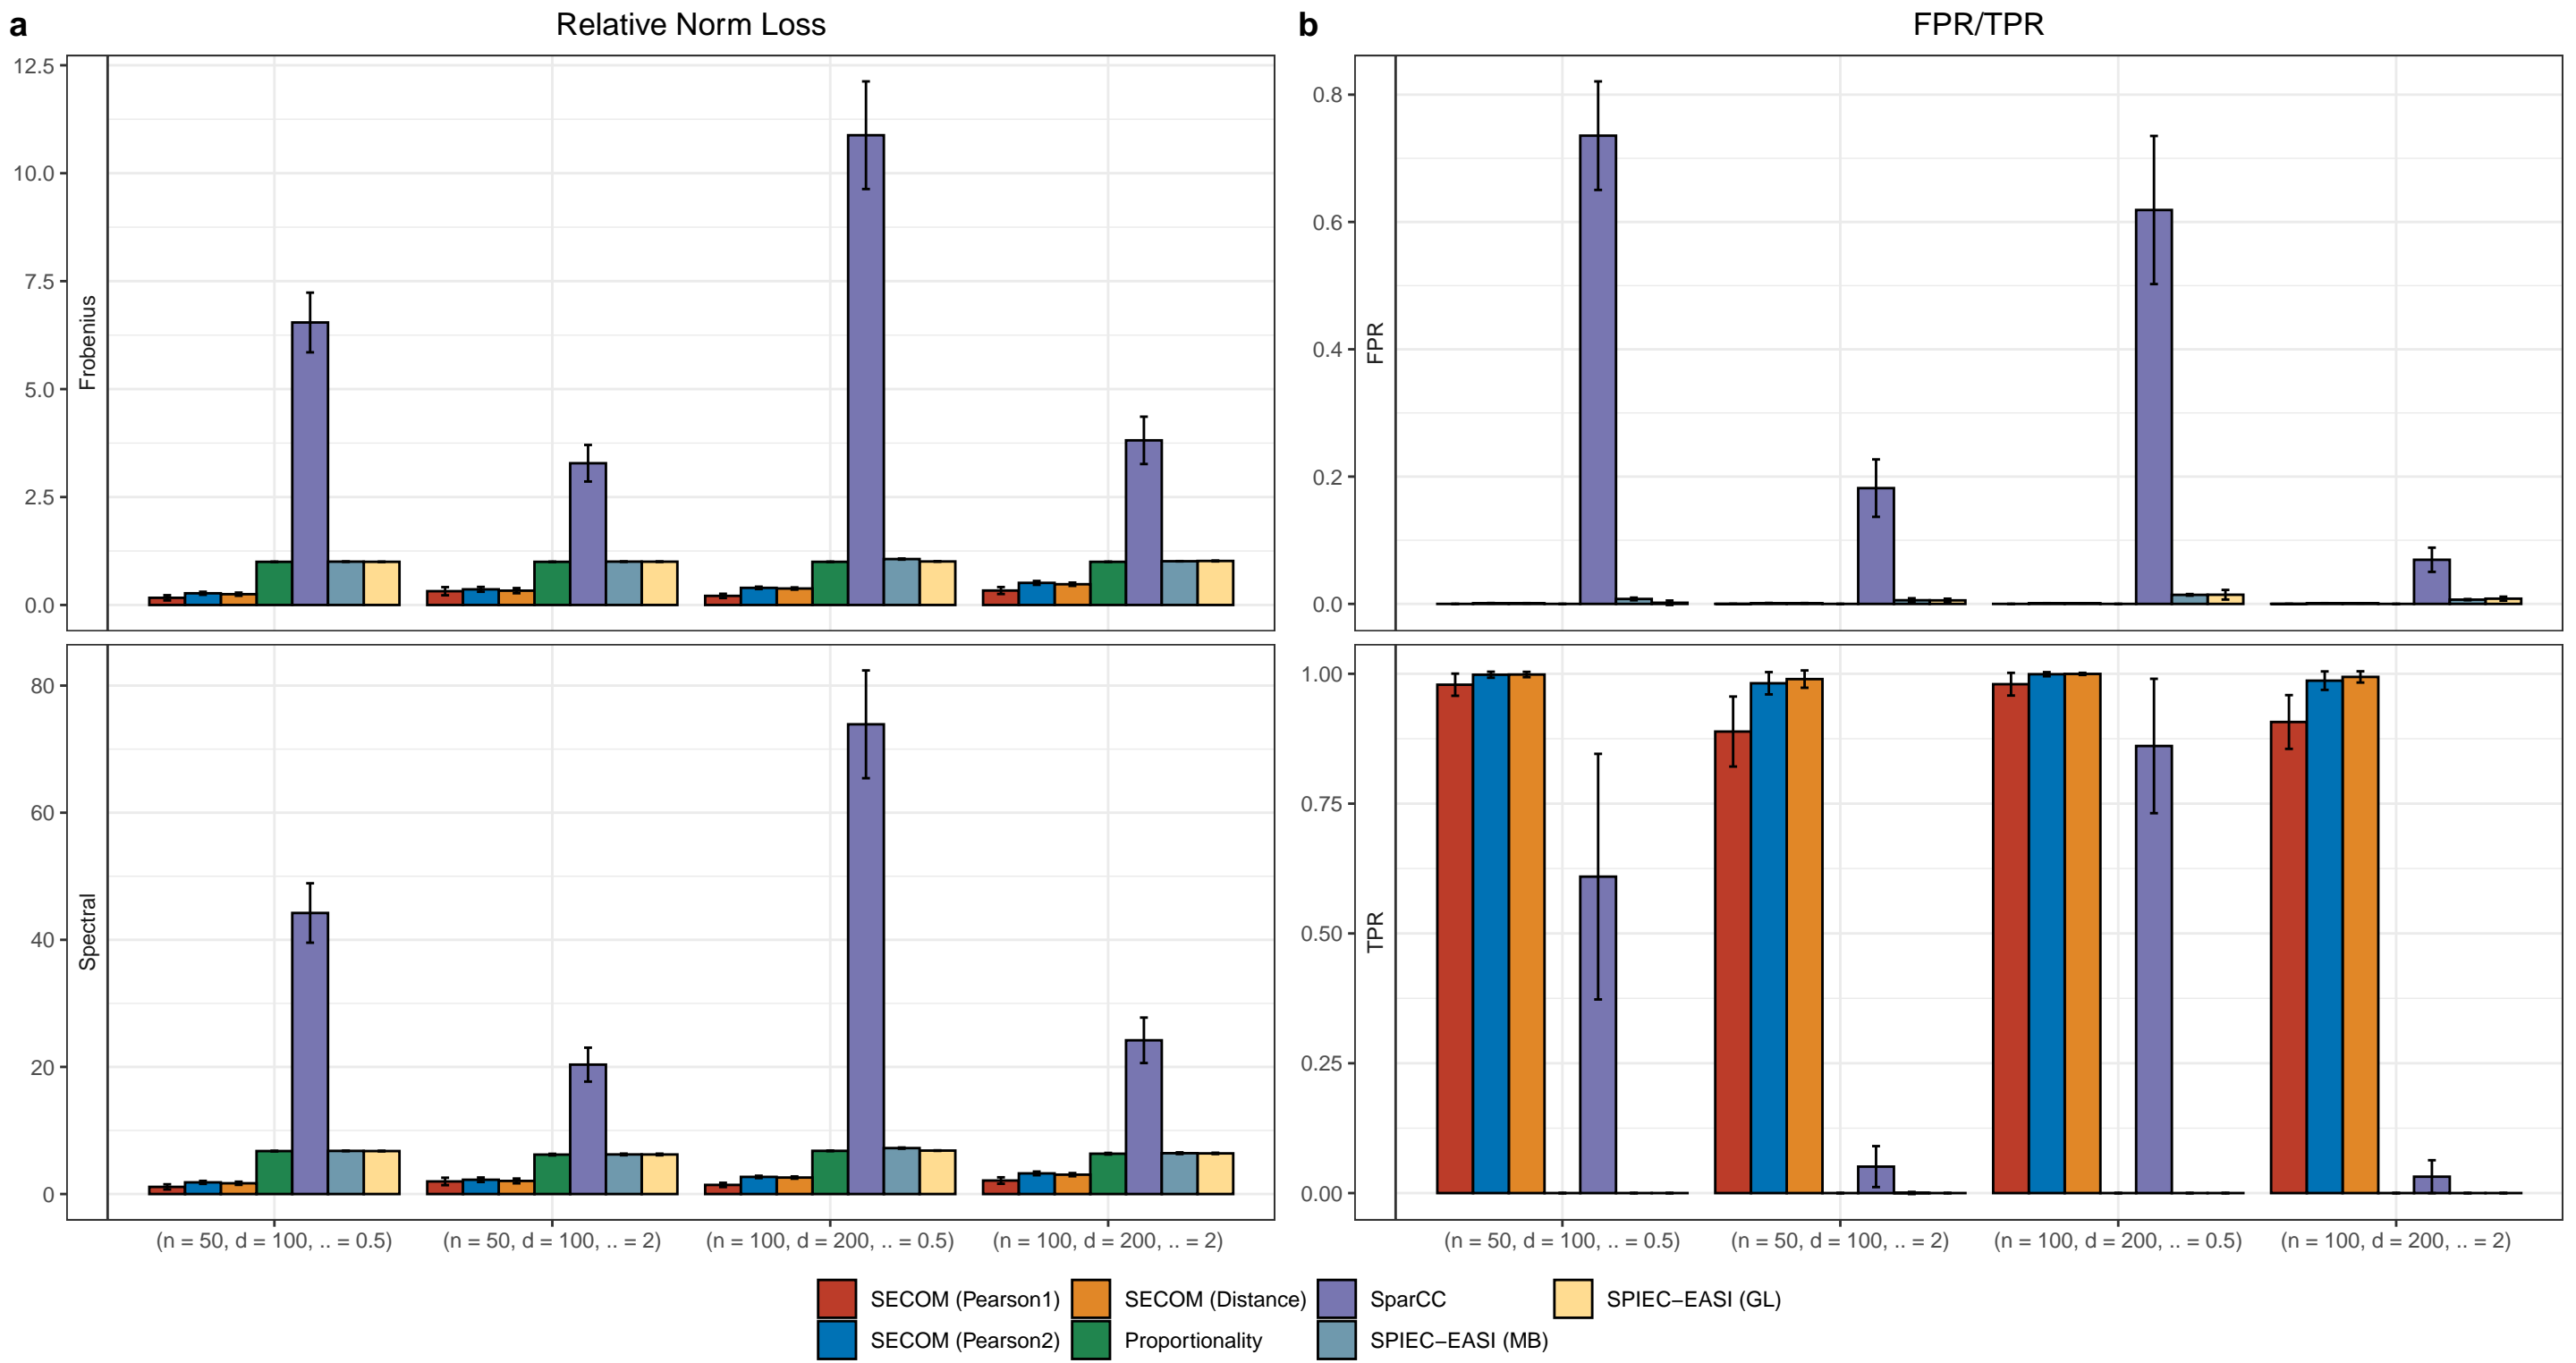 a
Relative Norm Loss
12.5
10.0
7.5
5.0
2.5
0.0
Frobenius
80
60
40
20
0
Spectral
(n = 50, d = 100, .. = 0.5)
(n = 50, d = 100, .. = 2)
(n = 100, d = 200, .. = 0.5)
(n = 100, d = 200, .. = 2)
b
FPR/TPR
0.8
0.6
0.4
0.2
0.0
FPR
1.00
0.75
0.50
0.25
0.00
TPR
(n = 50, d = 100, .. = 0.5)
(n = 50, d = 100, .. = 2)
(n = 100, d = 200, .. = 0.5)
(n = 100, d = 200, .. = 2)
SECOM (Pearson1)
SECOM (Distance)
SparCC
SPIEC−EASI (GL)
SECOM (Pearson2)
Proportionality
SPIEC−EASI (MB)